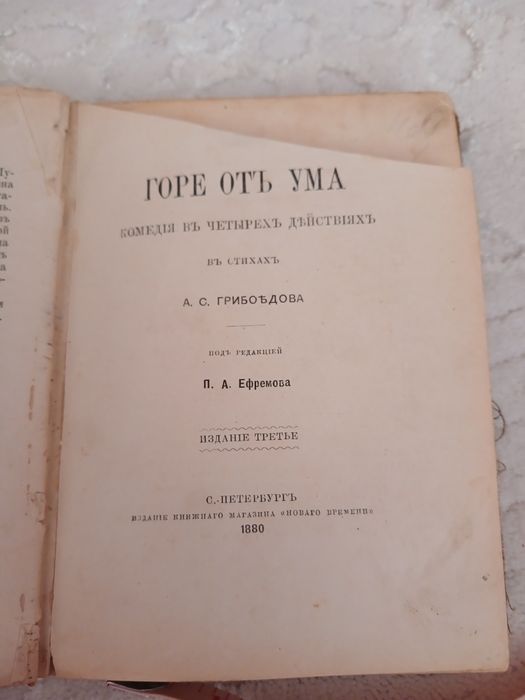 ГОРЕ ОТЪ УМА
КОМЕДІЯ ВЪ ЧЕТЫРЕХЪ ДѢЙСТВІЯХЪ
ВЪ СТИХАХЪ
А. С. ГРИБОѢДОВА
ПОДЪ РЕДАКЦІЕЙ
П. А. Ефремова
ИЗДАНІЕ ТРЕТЬЕ
С.-ПЕТЕРБУРГЪ
ИЗДАНІЕ КНИЖНАГО МАГАЗИНА «НОВАГО ВРЕМЕНИ»
1880